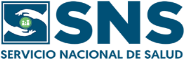 SNS
SERVICIO NACIONAL DE SALUD